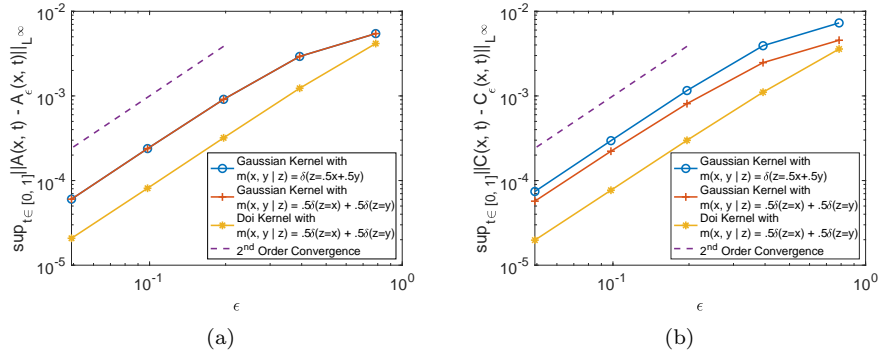 10^-2
10^-3
10^-4
10^-5
10^-1
10^0
ϵ
sup_{t∈[0, 1]}||A(x, t) - A_ϵ(x, t)||_{L^∞}
Gaussian Kernel with
m(x, y | z) = δ(z=.5x+.5y)
Gaussian Kernel with
m(x, y | z) = .5δ(z=x) + .5δ(z=y)
Doi Kernel with
m(x, y | z) = .5δ(z=x) + .5δ(z=y)
2^nd Order Convergence
(a)
10^-2
10^-3
10^-4
10^-5
10^-1
10^0
ϵ
sup_{t∈[0, 1]}||C(x, t) - C_ϵ(x, t)||_{L^∞}
Gaussian Kernel with
m(x, y | z) = δ(z=.5x+.5y)
Gaussian Kernel with
m(x, y | z) = .5δ(z=x) + .5δ(z=y)
Doi Kernel with
m(x, y | z) = .5δ(z=x) + .5δ(z=y)
2^nd Order Convergence
(b)